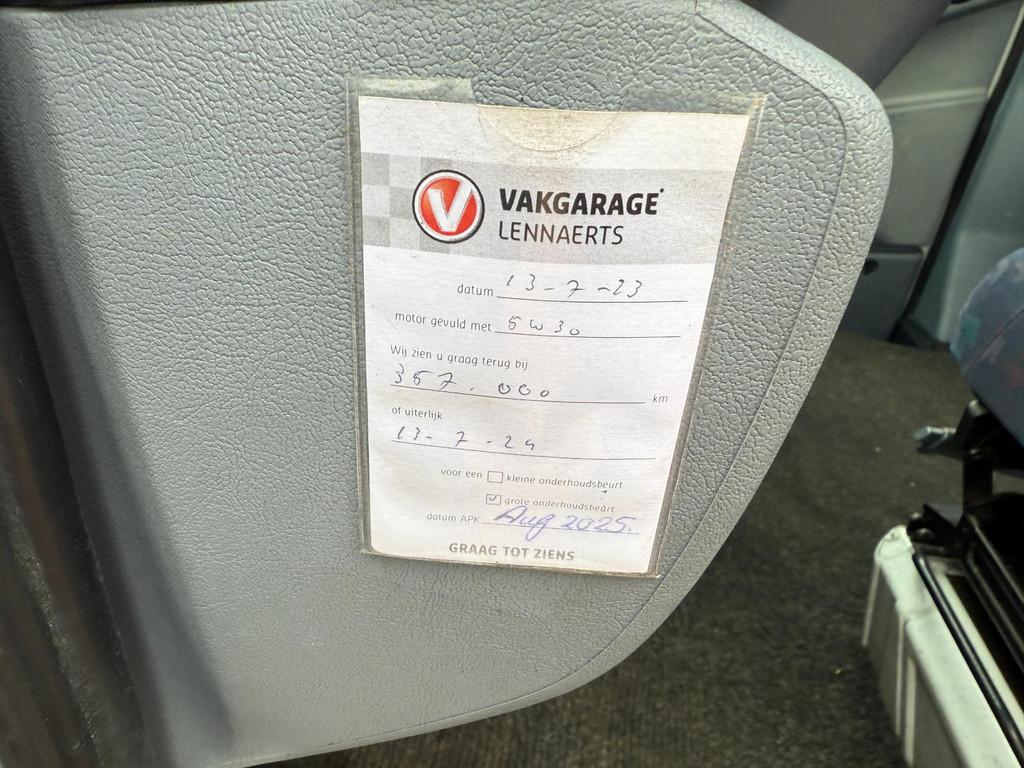 V VAKGARAGE
LENNAERTS
datum 13-7-23
motor gevuld met 5w30
Wij zien u graag terug bij
357.000 km
of uiterlijk
13-7-24
voor een kleine onderhoudsbeurt
grote onderhoudsbeurt
datum APK Aug 2025.
GRAAG TOT ZIENS